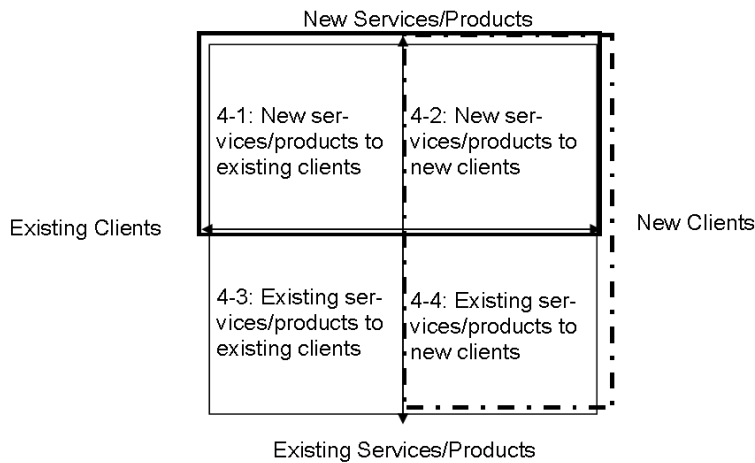 New Services/Products
4-1: New ser-
vices/products to
existing clients
4-2: New ser-
vices/products to
new clients
Existing Clients
New Clients
4-3: Existing ser-
vices/products to
existing clients
4-4: Existing ser-
vices/products to
new clients
Existing Services/Products